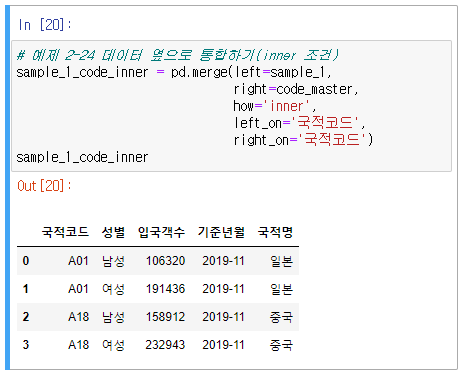 In [20]:
# 예제 2-24 데이터 옆으로 통합하기(inner 조건)
sample_1_code_inner = pd.merge(left=sample_1,
right=code_master,
how='inner',
left_on='국적코드',
right_on='국적코드')
sample_1_code_inner
Out[20]:
국적코드 성별 입국객수 기준년월 국적명
0 A01 남성 106320 2019-11 일본
1 A01 여성 191436 2019-11 일본
2 A18 남성 158912 2019-11 중국
3 A18 여성 232943 2019-11 중국